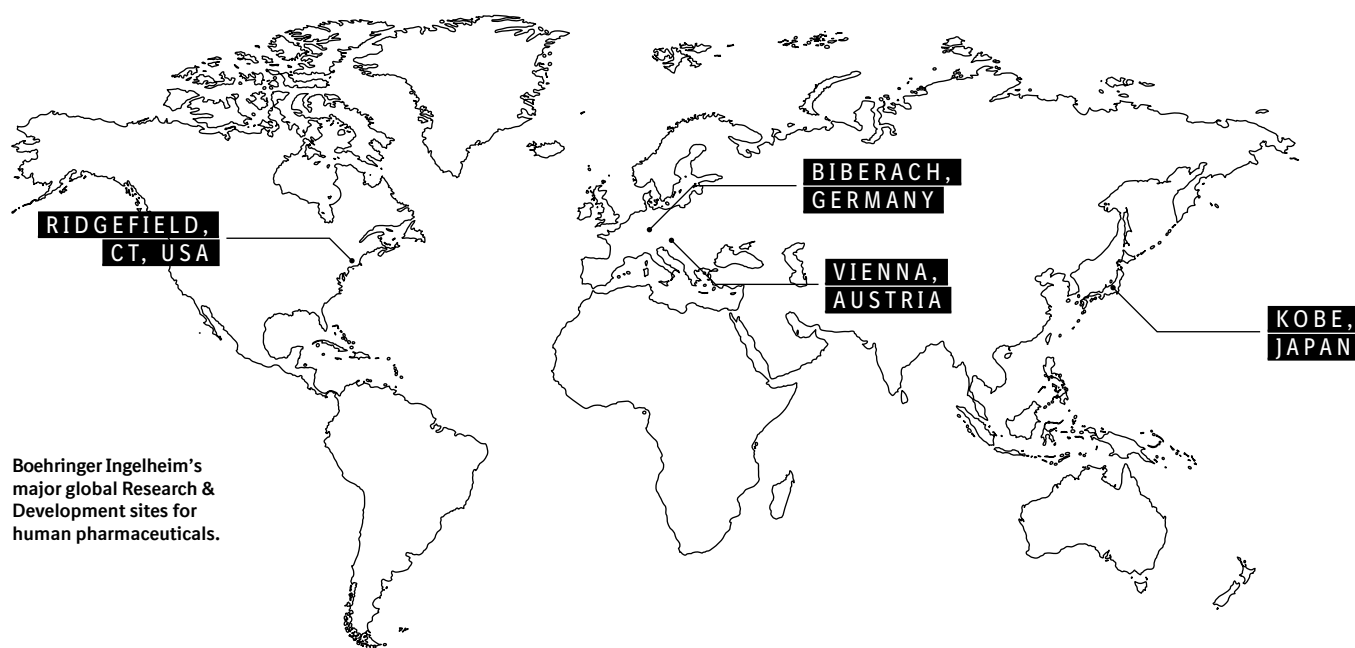 BIBERACH,
GERMANY
RIDGEFIELD,
CT, USA
VIENNA,
AUSTRIA
KOBE,
JAPAN
Boehringer Ingelheim’s
major global Research &
Development sites for
human pharmaceuticals.